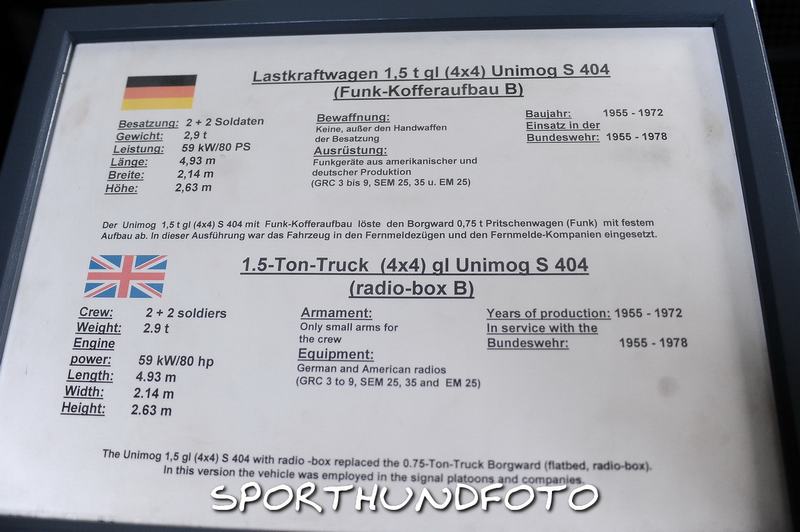 Lastkraftwagen 1,5 t gl (4x4) Unimog S 404
(Funk-Kofferaufbau B)
Besatzung: 2 + 2 Soldaten
Gewicht: 2,9 t
Leistung: 59 kW/80 PS
Länge: 4,93 m
Breite: 2,14 m
Höhe: 2,63 m
Bewaffnung:
Keine, außer den Handwaffen
der Besatzung
Ausrüstung:
Funkgeräte aus amerikanischer und
deutscher Produktion
(GRC 3 bis 9, SEM 25, 35 u. EM 25)
Baujahr: 1955 - 1972
Einsatz in der
Bundeswehr: 1955 - 1978
Der Unimog 1,5 t gl (4x4) S 404 mit Funk-Kofferaufbau löste den Borgward 0,75 t Pritschenwagen (Funk) mit festem
Aufbau ab. In dieser Ausführung war das Fahrzeug in den Fernmeldezügen und den Fernmelde-Kompanien eingesetzt.
1.5-Ton-Truck (4x4) gl Unimog S 404
(radio-box B)
Crew: 2 + 2 soldiers
Weight: 2.9 t
Engine
power: 59 kW/80 hp
Length: 4.93 m
Width: 2.14 m
Height: 2.63 m
Armament:
Only small arms for
the crew
Equipment:
German and American radios
(GRC 3 to 9, SEM 25, 35 and EM 25)
Years of production: 1955 - 1972
In service with the
Bundeswehr: 1955 - 1978
The Unimog 1,5 gl (4x4) S 404 with radio -box replaced the 0.75-Ton-Truck Borgward (flatbed, radio-box).
In this version the vehicle was employed in the signal platoons and companies.
SPORTHUNDFOTO